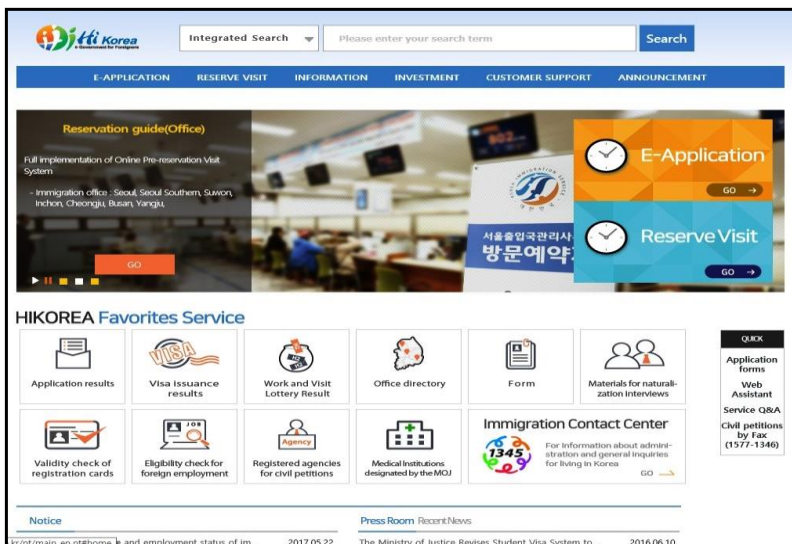 Hi Korea
e-Government for Foreigners
Integrated Search
Please enter your search term
Search
E-APPLICATION RESERVE VISIT INFORMATION INVESTMENT CUSTOMER SUPPORT ANNOUNCEMENT
Reservation guide(Office)
Full implementation of Online Pre-reservation Visit
System
- Immigration office : Seoul, Seoul Southern, Suwon,
Inchon, Cheongju, Busan, Yangju,
GO
서울출입국관리사
방문예약
E-Application
GO →
Reserve Visit
GO →
HIKOREA Favorites Service
Application results
VISA
Visa issuance
results
Work and Visit
Lottery Result
Office directory
Form
Materials for naturali-
zation interviews
Validity check of
registration cards
JOB
Eligibility check for
foreign employment
Agency
Registered agencies
for civil petitions
Medical Institutions
designated by the MOJ
Immigration Contact Center
1345
For Information about admini-
stration and general inquiries
for living in Korea
GO
QUICK
Application
forms
Web
Assistant
Service Q&A
Civil petitions
by Fax
(1577-1346)
Notice
Press Room Recent News
kr/pt/main_en.pt#home
and employment status of im
2017.05.22
The Ministry of Justice Revises Student Visa System to
2016.06.10